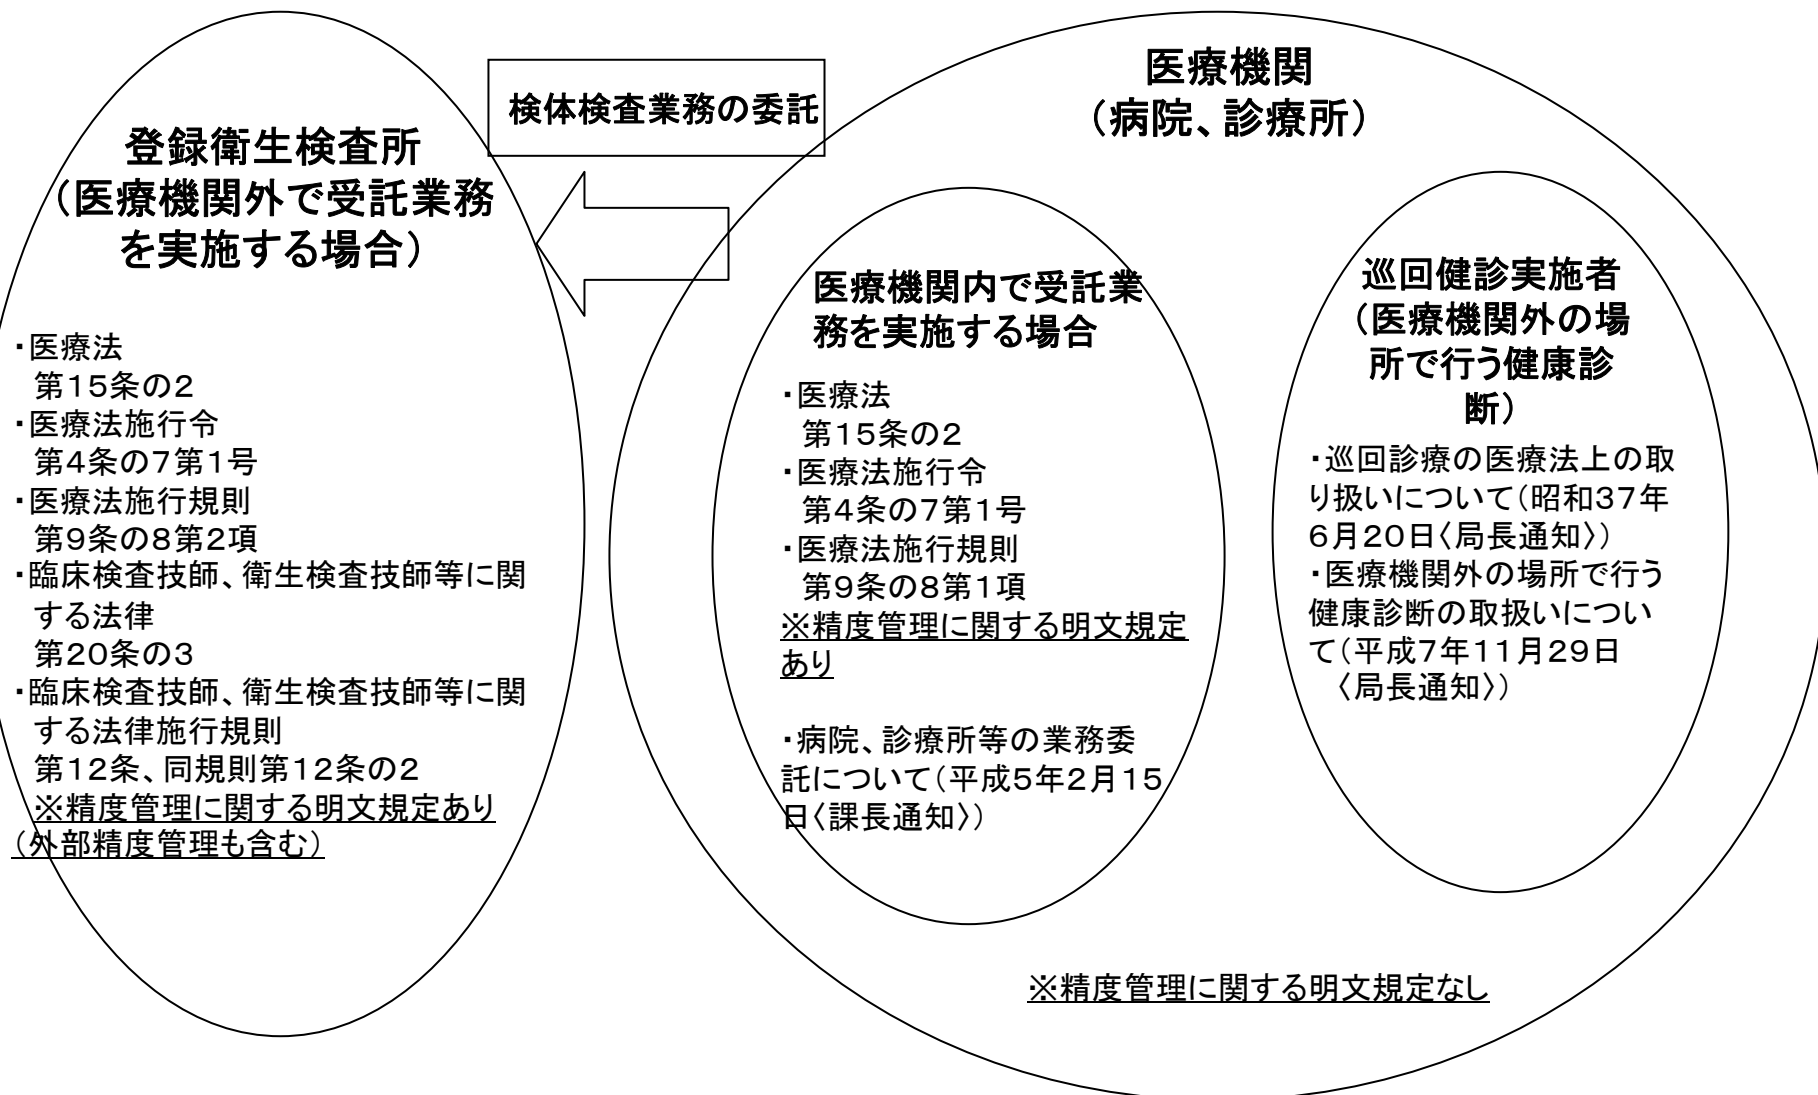 登録衛生検査所
（医療機関外で受託業務
を実施する場合）
・医療法
第１５条の２
・医療法施行令
第４条の７第１号
・医療法施行規則
第９条の８第２項
・臨床検査技師、衛生検査技師等に関
する法律
第２０条の３
・臨床検査技師、衛生検査技師等に関
する法律施行規則
第１２条、同規則第１２条の２
※精度管理に関する明文規定あり
（外部精度管理も含む）
検体検査業務の委託
医療機関
（病院、診療所）
医療機関内で受託業
務を実施する場合
・医療法
第１５条の２
・医療法施行令
第４条の７第１号
・医療法施行規則
第９条の８第１項
※精度管理に関する明文規定
あり
・病院、診療所等の業務委
託について（平成５年２月１５
日〈課長通知〉）
巡回健診実施者
（医療機関外の場
所で行う健康診
断）
・巡回診療の医療法上の取
り扱いについて（昭和３７年
６月２０日〈局長通知〉）
・医療機関外の場所で行う
健康診断の取扱いについ
て（平成７年１１月２９日
〈局長通知〉）
※精度管理に関する明文規定なし